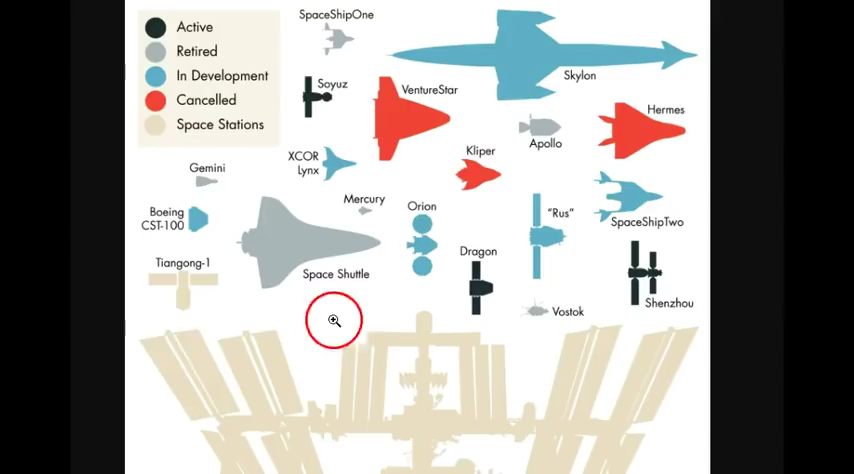 Active
Retired
In Development
Cancelled
Space Stations
SpaceShipOne
Skylon
Soyuz
VentureStar
Hermes
Apollo
Kliper
XCOR
Lynx
Gemini
Mercury
Orion
"Rus"
SpaceShipTwo
Boeing
CST-100
Dragon
Tiangong-1
Space Shuttle
Shenzhou
Vostok